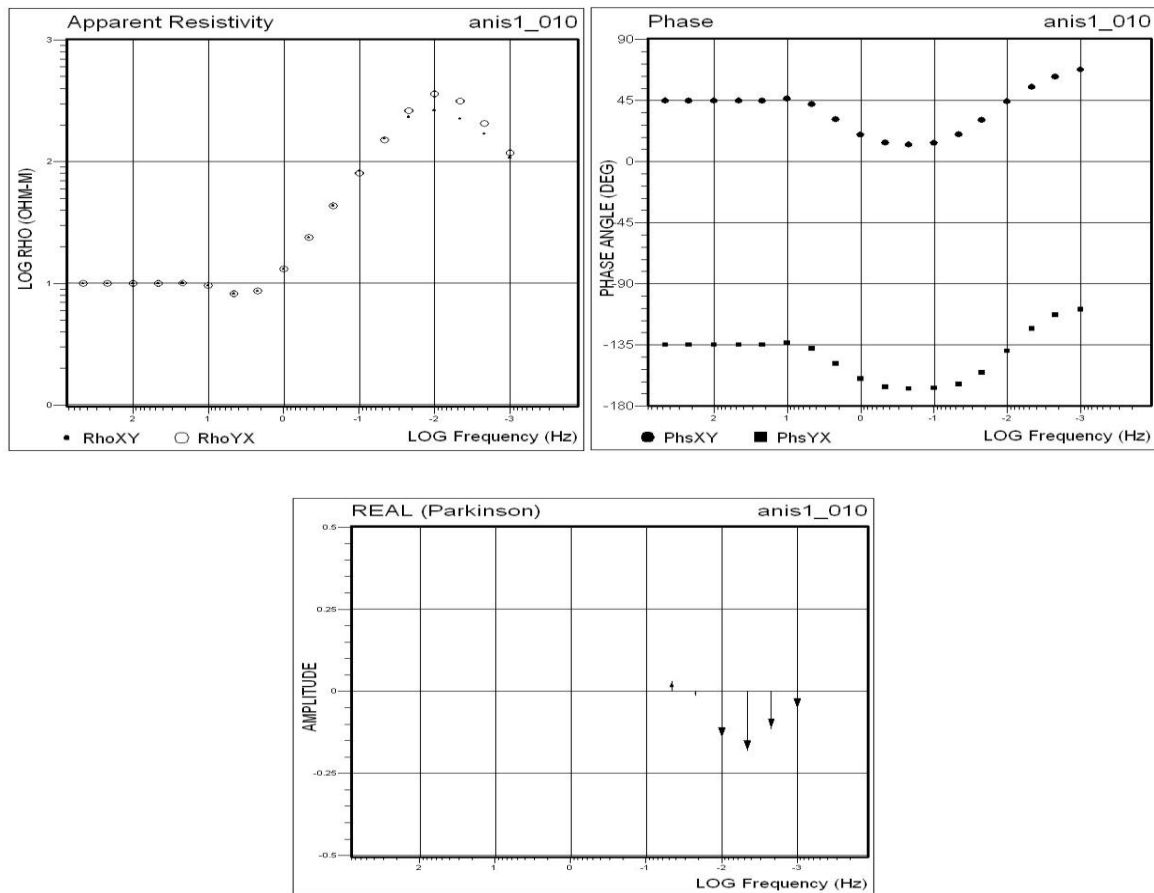 Apparent Resistivity anis1_010
3
2
1
0
LOG RHO (OHM-M)
2 1 0 -1 -2 -3
RhoXY RhoYX LOG Frequency (Hz)
Phase anis1_010
90
45
0
-45
-90
-135
-180
PHASE ANGLE (DEG)
2 1 0 -1 -2 -3
PhsXY PhsYX LOG Frequency (Hz)
REAL (Parkinson) anis1_010
0.5
0.25
0
-0.25
-0.5
AMPLITUDE
2 1 0 -1 -2 -3
LOG Frequency (Hz)